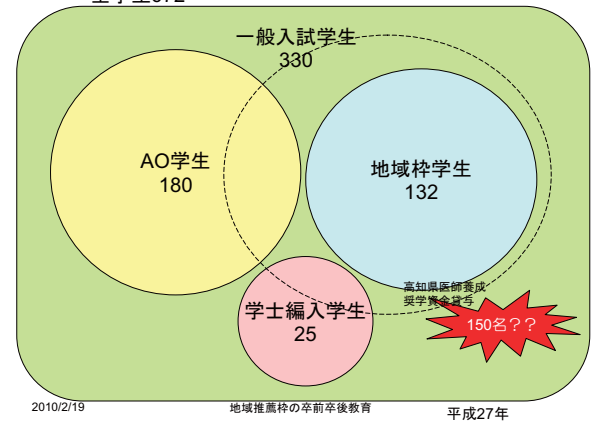 一般入試学生
330
AO学生
180
地域枠学生
132
高知県医師養成
奨学資金貸与
150名？？
学士編入学生
25
2010/2/19
地域推薦枠の卒前卒後教育
平成27年